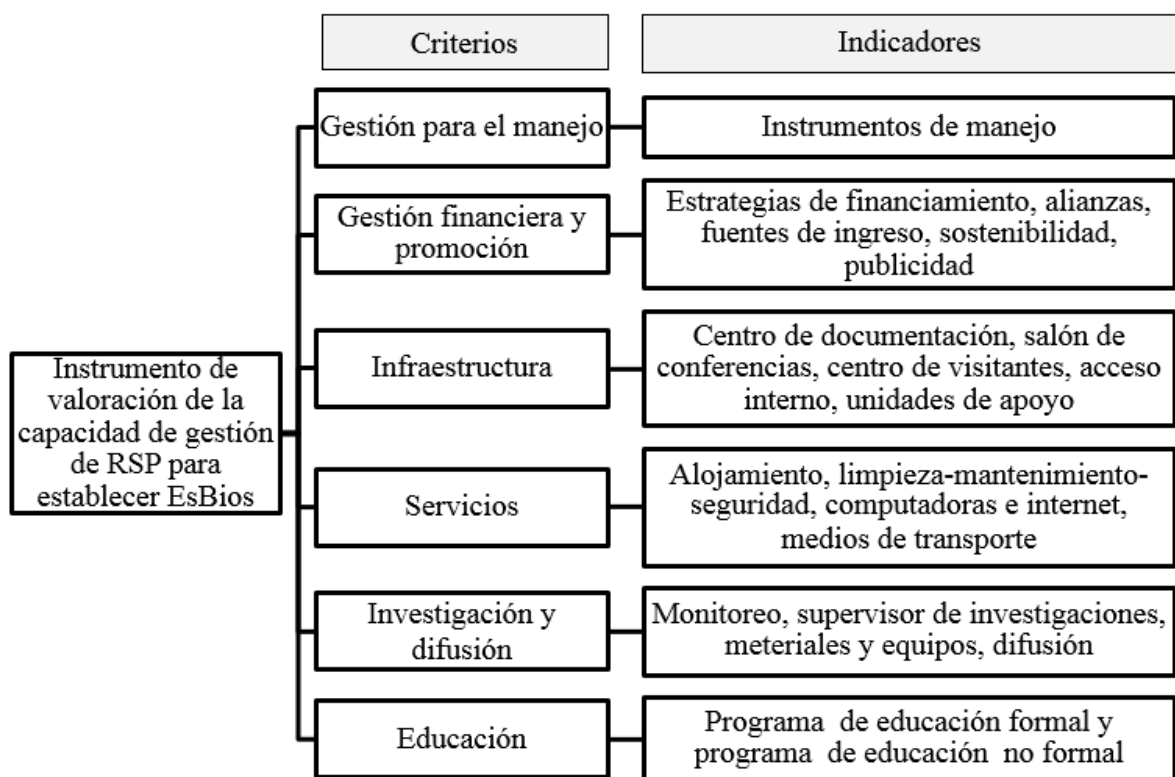 Criterios
Indicadores
Instrumento de
valoración de la
capacidad de gestión
de RSP para
establecer EsBios
Gestión para el manejo
Instrumentos de manejo
Gestión financiera y
promoción
Estrategias de financiamiento, alianzas,
fuentes de ingreso, sostenibilidad,
publicidad
Infraestructura
Centro de documentación, salón de
conferencias, centro de visitantes, acceso
interno, unidades de apoyo
Servicios
Alojamiento, limpieza-mantenimiento-
seguridad, computadoras e internet,
medios de transporte
Investigación y
difusión
Monitoreo, supervisor de investigaciones,
meteriales y equipos, difusión
Educación
Programa de educación formal y
programa de educación no formal